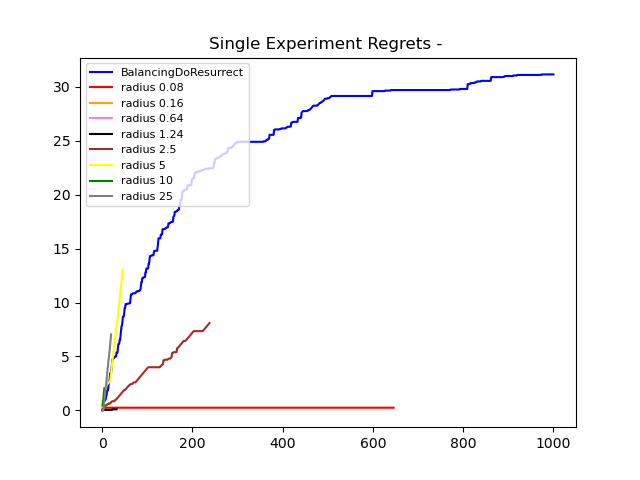 Single Experiment Regrets -
BalancingDoResurrect
radius 0.08
radius 0.16
radius 0.64
radius 1.24
radius 2.5
radius 5
radius 10
radius 25
30
25
20
15
10
5
0
0 200 400 600 800 1000